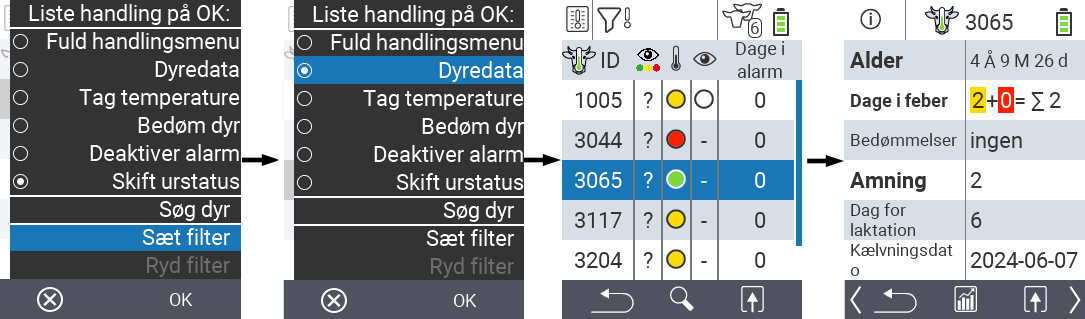 Liste handling på OK:
Fuld handlingsmenu
Dyredata
Tag temperature
Bedøm dyr
Deaktiver alarm
Skift urstatus
Søg dyr
Sæt filter
Ryd filter
OK
Liste handling på OK:
Fuld handlingsmenu
Dyredata
Tag temperature
Bedøm dyr
Deaktiver alarm
Skift urstatus
Søg dyr
Sæt filter
Ryd filter
OK
6
ID Dage i
alarm
1005 ? 0
3044 ? - 0
3065 ? - 0
3117 ? - 0
3204 ? - 0
3065
Alder 4 Å 9 M 26 d
Dage i feber 2+0= ∑ 2
Bedømmelser ingen
Amning 2
Dag for
laktation 6
Kælvningsdat
o 2024-06-07